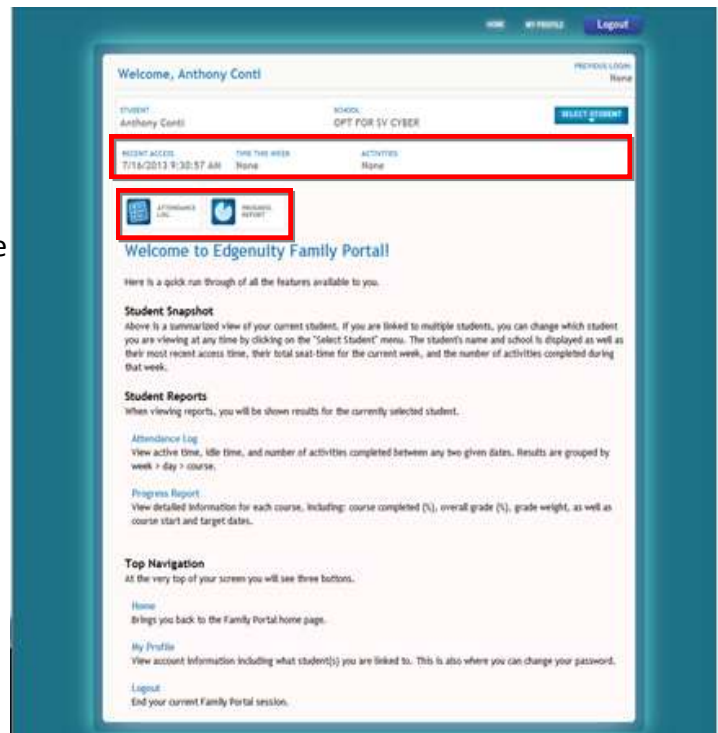 HOME MY PROFILE Logout
Welcome, Anthony Conti
PREVIOUS LOGIN
None
STUDENT
Anthony Conti
SCHOOL
OPT FOR SV CYBER
SELECT STUDENT
RECENT ACCESS
7/16/2013 9:30:57 AM
TIME THIS WEEK
None
ACTIVITIES
None
ATTENDANCE
LOG
PROGRESS
REPORT
e
Welcome to Edgenuity Family Portal!
Here is a quick run through of all the features available to you.
Student Snapshot
Above is a summarized view of your current student. If you are linked to multiple students, you can change which student
you are viewing at any time by clicking on the "Select Student" menu. The student's name and school is displayed as well as
their most recent access time, their total seat-time for the current week, and the number of activities completed during
that week.
Student Reports
When viewing reports, you will be shown results for the currently selected student.
Attendance Log
View active time, idle time, and number of activities completed between any two given dates. Results are grouped by
week > day > course.
Progress Report
View detailed information for each course, including: course completed (%), overall grade (%), grade weight, as well as
course start and target dates.
Top Navigation
At the very top of your screen you will see three buttons.
Home
Brings you back to the Family Portal home page.
My Profile
View account information including what student(s) you are linked to. This is also where you can change your password.
Logout
End your current Family Portal session.